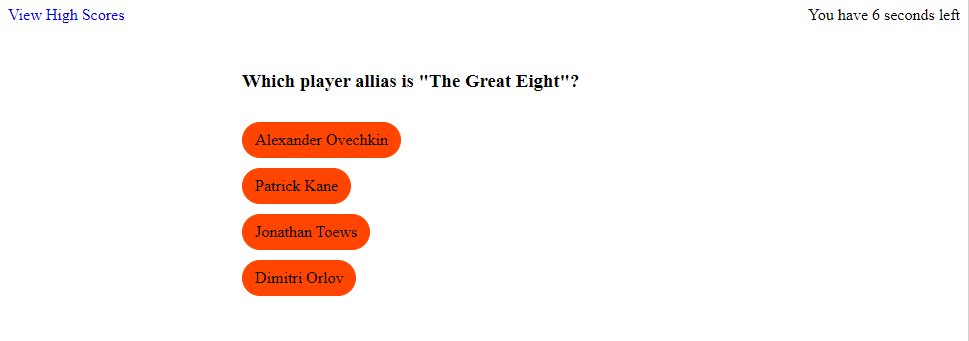 View High Scores
You have 6 seconds left
Which player allias is "The Great Eight"?
Alexander Ovechkin
Patrick Kane
Jonathan Toews
Dimitri Orlov